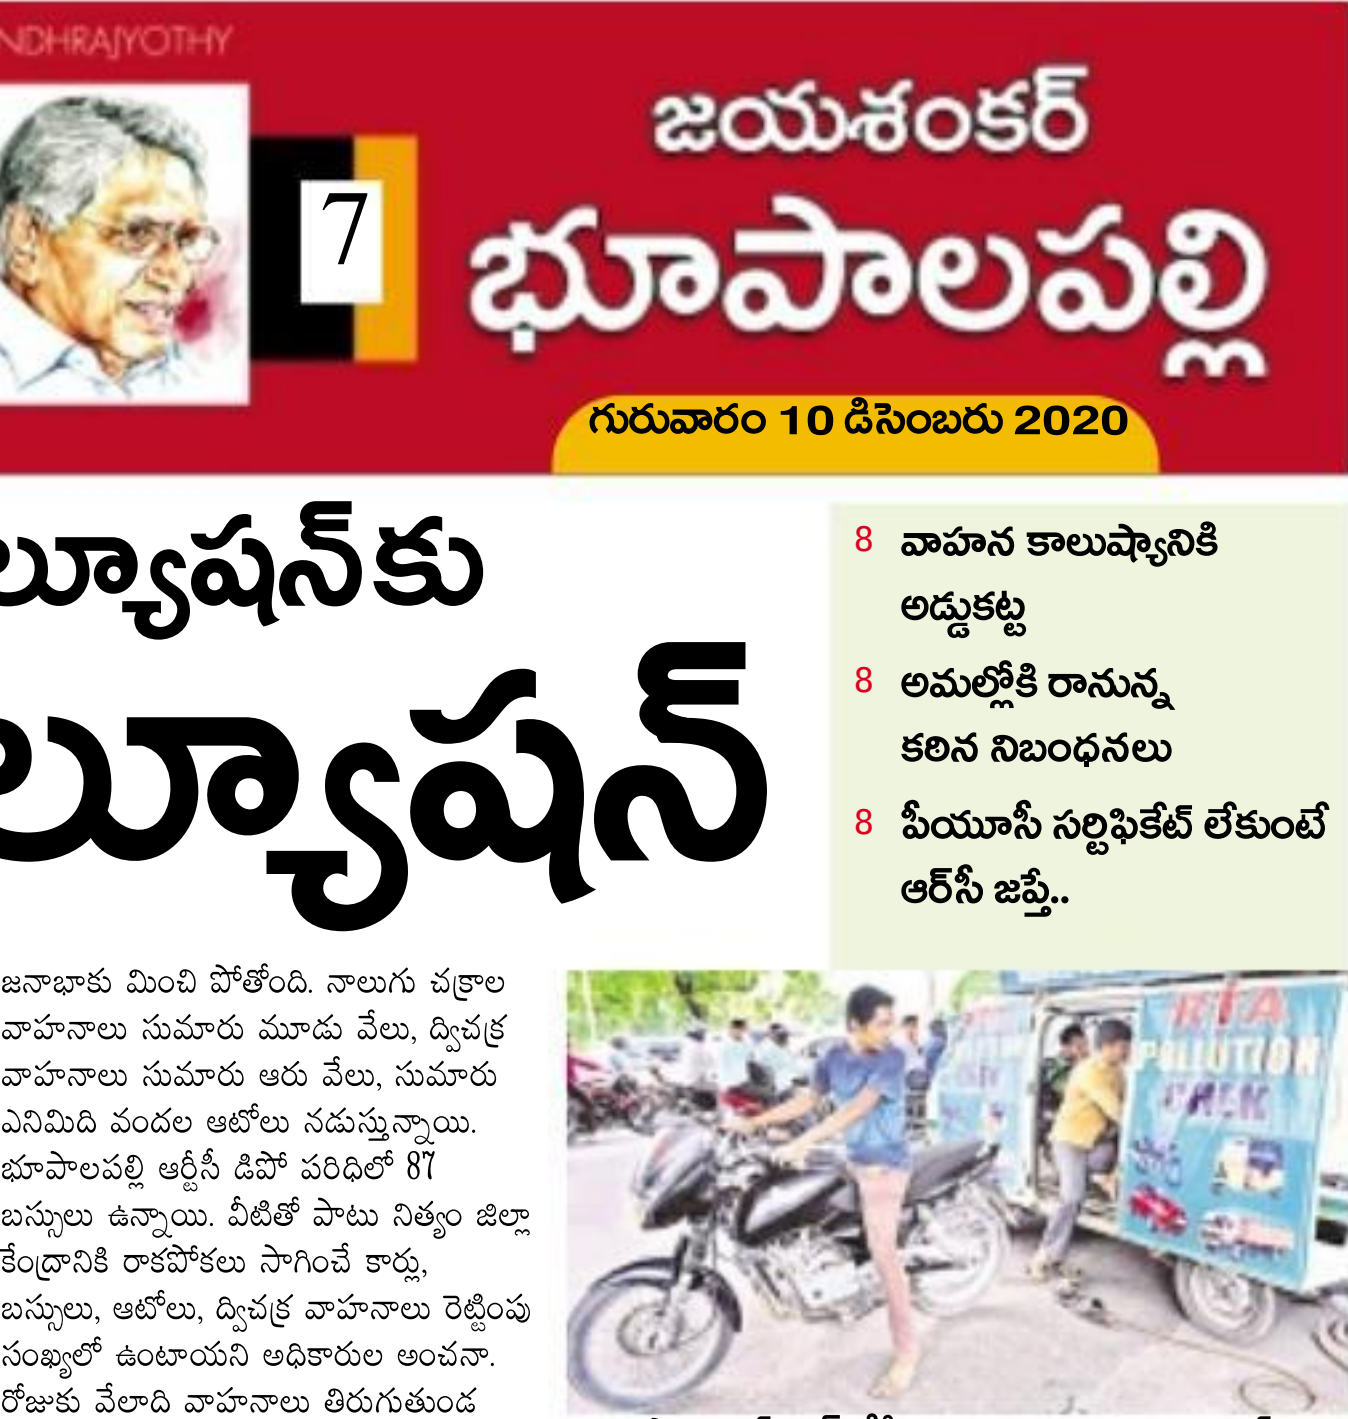 NDHRAJYOTHY
7
జయశంకర్
భూపాలపల్లి
గురువారం 10 డిసెంబరు 2020
ల్యూషన్‌కు
ల్యూషన్
8 వాహన కాలుష్యానికి
అడ్డుకట్ట
8 అమల్లోకి రానున్న
కఠిన నిబంధనలు
8 పీయూసీ సర్టిఫికేట్ లేకుంటే
ఆర్‌సీ జప్తే..
జనాభాకు మించి పోతోంది. నాలుగు చక్రాల
వాహనాలు సుమారు మూడు వేలు, ద్విచక్ర
వాహనాలు సుమారు ఆరు వేలు, సుమారు
ఎనిమిది వందల ఆటోలు నడుస్తున్నాయి.
భూపాలపల్లి ఆర్టీసీ డిపో పరిధిలో 87
బస్సులు ఉన్నాయి. వీటితో పాటు నిత్యం జిల్లా
కేంద్రానికి రాకపోకలు సాగించే కార్లు,
బస్సులు, ఆటోలు, ద్విచక్ర వాహనాలు రెట్టింపు
సంఖ్యలో ఉంటాయని అధికారుల అంచనా.
రోజుకు వేలాది వాహనాలు తిరుగుతుండ
RTA
POLLUTION
CHEK